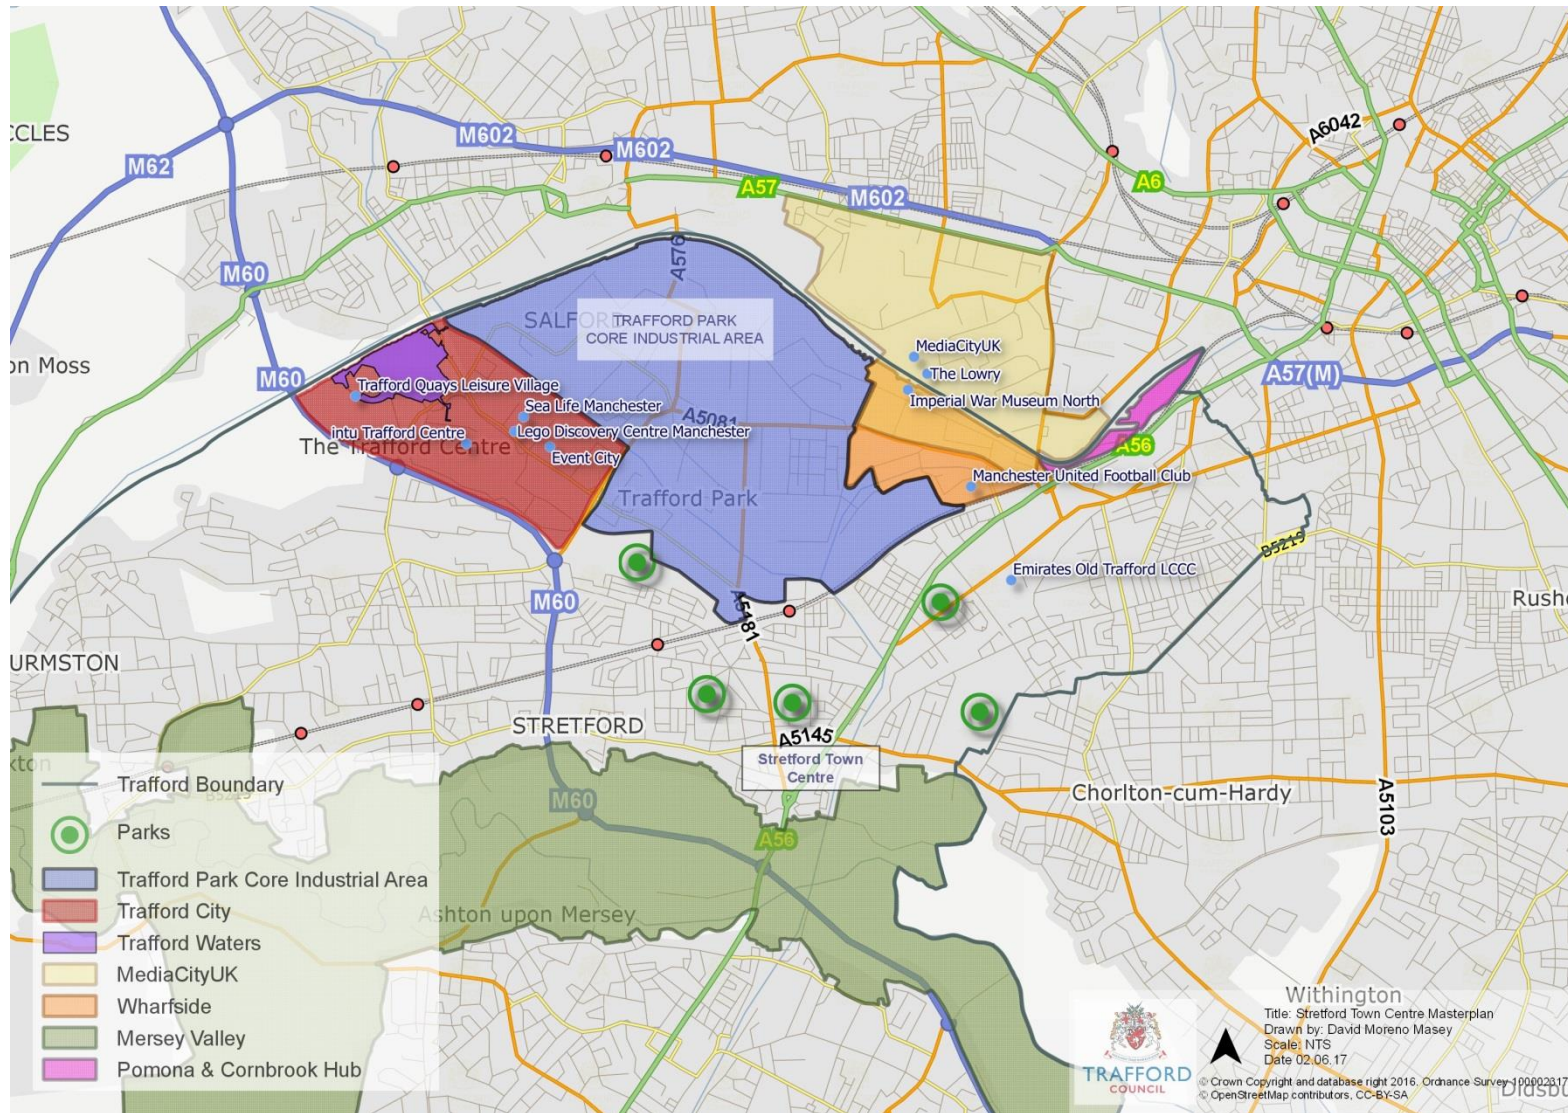 A6042
CCLES
M602
M602
M62
A57
M602
A6
M60
A576
SALFORD
TRAFFORD PARK
CORE INDUSTRIAL AREA
on Moss
MediaCityUK
The Lowry
M60
A57(M)
Trafford Quays Leisure Village
Imperial War Museum North
Sea Life Manchester
A5081
intu Trafford Centre
Lego Discovery Centre Manchester
The Trafford Centre
A56
Event City
Manchester United Football Club
Trafford Park
B5219
Emirates Old Trafford LCCC
M60
A5181
Rusho
URMSTON
STRETFORD
A5145
Stretford Town
Centre
xton
Trafford Boundary
B5213
Chorlton-cum-Hardy
M60
A5103
Parks
A56
Trafford Park Core Industrial Area
Trafford City
Ashton upon Mersey
Trafford Waters
MediaCityUK
Wharfside
Mersey Valley
Pomona & Cornbrook Hub
Withington
Title: Stretford Town Centre Masterplan
Drawn by: David Moreno Masey
Scale: NTS
Date 02.06.17
TRAFFORD
COUNCIL
© Crown Copyright and database right 2016. Ordnance Survey 100002317
© OpenStreetMap contributors, CC-BY-SA
Didsbu